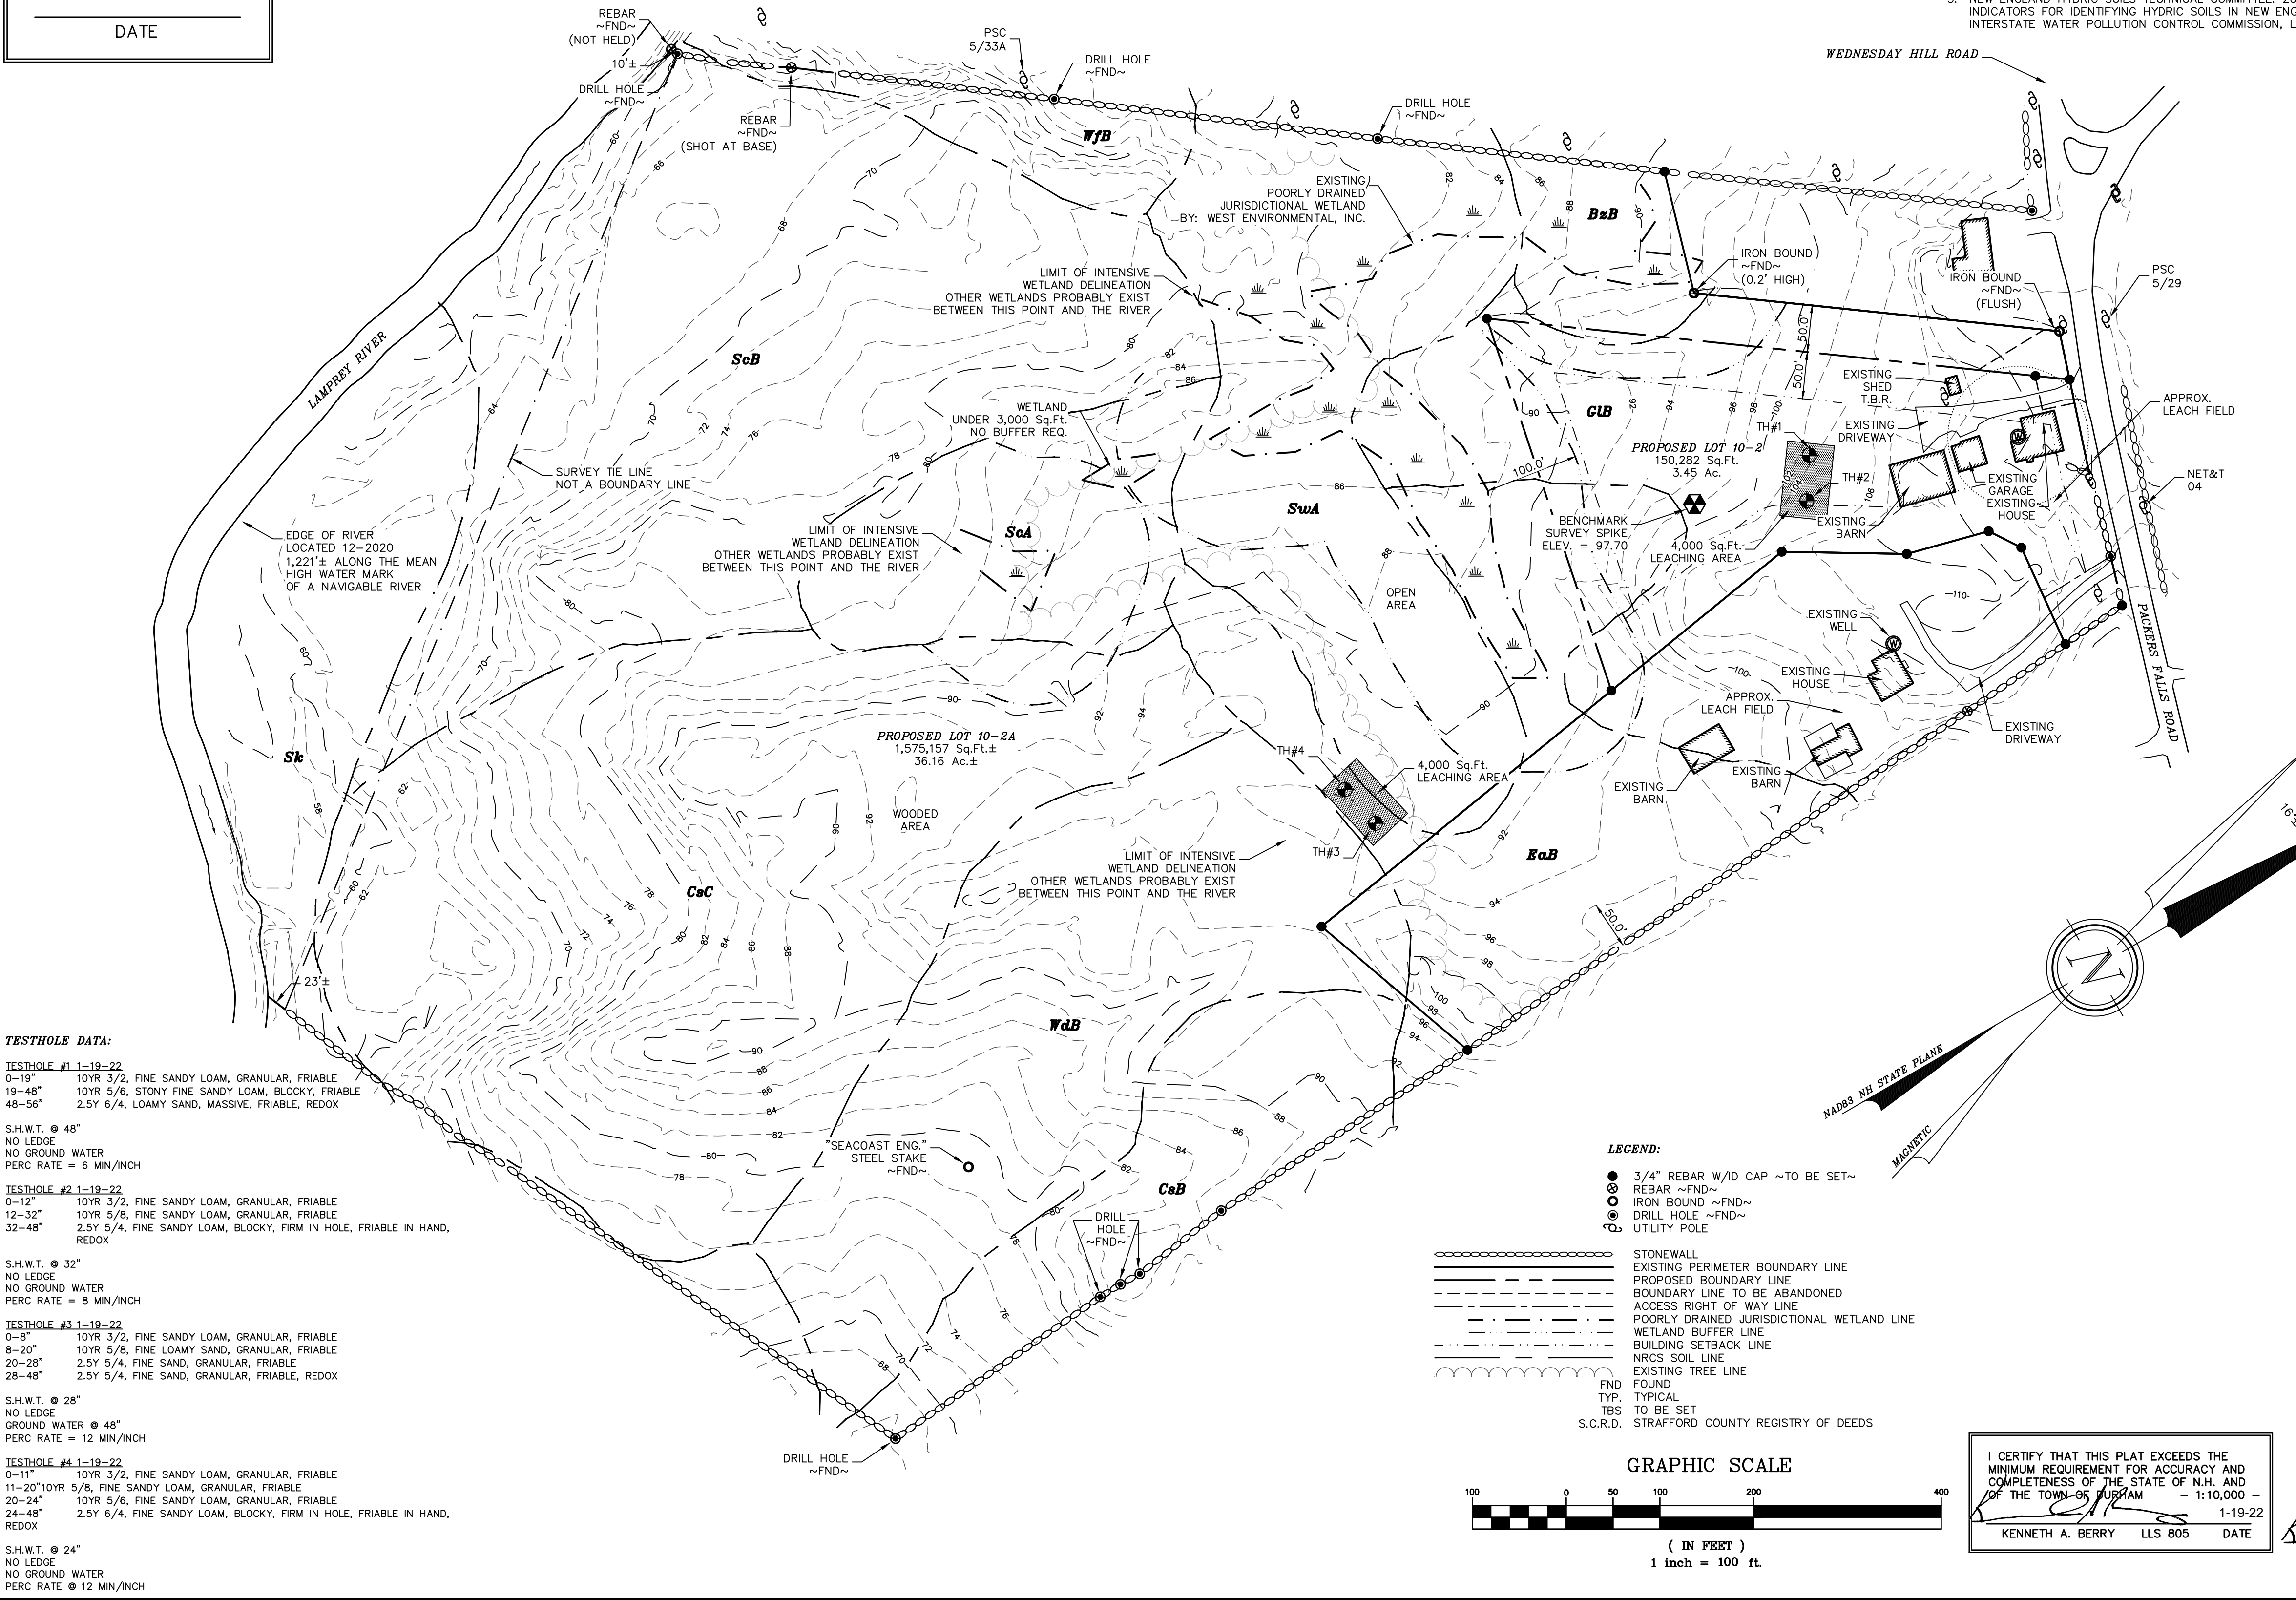 DATE
REBAR
~FND~
(NOT HELD)
10'±
DRILL HOLE
~FND~
REBAR
~FND~
(SHOT AT BASE)
PSC
5/33A
DRILL HOLE
~FND~
DRILL HOLE
~FND~
INDICATORS FOR IDENTIFYING HYDRIC SOILS IN NEW
INTERSTATE WATER POLLUTION CONTROL COMMISSION,
WEDNESDAY HILL ROAD
WfB
EXISTING
POORLY DRAINED
JURISDICTIONAL WETLAND
BY: WEST ENVIRONMENTAL, INC.
BzB
IRON BOUND
~FND~
(0.2' HIGH)
IRON BOUND
~FND~
(FLUSH)
PSC
5/29
LIMIT OF INTENSIVE
WETLAND DELINEATION
OTHER WETLANDS PROBABLY EXIST
BETWEEN THIS POINT AND THE RIVER
LAMPREY RIVER
ScB
50.0'
50.0'
EXISTING
SHED
T.B.R.
APPROX.
LEACH FIELD
WETLAND
UNDER 3,000 Sq.Ft.
NO BUFFER REQ.
GlB
TH#1
EXISTING
DRIVEWAY
PROPOSED LOT 10-2
150,282 Sq.Ft.
3.45 Ac.
100.0'
TH#2
SURVEY TIE LINE
NOT A BOUNDARY LINE
EXISTING
GARAGE
EXISTING
HOUSE
NET&T
04
SwA
ScA
BENCHMARK
SURVEY SPIKE
ELEV. = 97.70
EXISTING
BARN
4,000 Sq.Ft.
LEACHING AREA
LIMIT OF INTENSIVE
WETLAND DELINEATION
OTHER WETLANDS PROBABLY EXIST
BETWEEN THIS POINT AND THE RIVER
EDGE OF RIVER
LOCATED 12-2020
1,221'± ALONG THE MEAN
HIGH WATER MARK
OF A NAVIGABLE RIVER
OPEN
AREA
EXISTING
WELL
PACKERS FALLS ROAD
EXISTING
HOUSE
APPROX.
LEACH FIELD
EXISTING
DRIVEWAY
Sk
PROPOSED LOT 10-2A
1,575,157 Sq.Ft.±
36.16 Ac.±
TH#4
4,000 Sq.Ft.
LEACHING AREA
EXISTING
BARN
EXISTING
BARN
WOODED
AREA
TH#3
LIMIT OF INTENSIVE
WETLAND DELINEATION
OTHER WETLANDS PROBABLY EXIST
BETWEEN THIS POINT AND THE RIVER
EaB
CsC
50.0'
23'±
WdB
N
NAD83 NH STATE PLANE
MAGNETIC
"SEACOAST ENG."
STEEL STAKE
~FND~
CsB
DRILL
HOLE
~FND~
DRILL HOLE
~FND~
TESTHOLE DATA:
TESTHOLE #1 1-19-22
0-19" 10YR 3/2, FINE SANDY LOAM, GRANULAR, FRIABLE
19-48" 10YR 5/6, STONY FINE SANDY LOAM, BLOCKY, FRIABLE
48-56" 2.5Y 6/4, LOAMY SAND, MASSIVE, FRIABLE, REDOX
S.H.W.T. @ 48"
NO LEDGE
NO GROUND WATER
PERC RATE = 6 MIN/INCH
TESTHOLE #2 1-19-22
0-12" 10YR 3/2, FINE SANDY LOAM, GRANULAR, FRIABLE
12-32" 10YR 5/8, FINE SANDY LOAM, GRANULAR, FRIABLE
32-48" 2.5Y 5/4, FINE SANDY LOAM, BLOCKY, FIRM IN HOLE, FRIABLE IN HAND,
REDOX
S.H.W.T. @ 32"
NO LEDGE
NO GROUND WATER
PERC RATE = 8 MIN/INCH
TESTHOLE #3 1-19-22
0-8" 10YR 3/2, FINE SANDY LOAM, GRANULAR, FRIABLE
8-20" 10YR 5/8, FINE LOAMY SAND, GRANULAR, FRIABLE
20-28" 2.5Y 5/4, FINE SAND, GRANULAR, FRIABLE
28-48" 2.5Y 5/4, FINE SAND, GRANULAR, FRIABLE, REDOX
S.H.W.T. @ 28"
NO LEDGE
GROUND WATER @ 48"
PERC RATE = 12 MIN/INCH
TESTHOLE #4 1-19-22
0-11" 10YR 3/2, FINE SANDY LOAM, GRANULAR, FRIABLE
11-20"10YR 5/8, FINE SANDY LOAM, GRANULAR, FRIABLE
20-24" 10YR 5/6, FINE SANDY LOAM, GRANULAR, FRIABLE
24-48" 2.5Y 6/4, FINE SANDY LOAM, BLOCKY, FIRM IN HOLE, FRIABLE IN HAND,
REDOX
S.H.W.T. @ 24"
NO LEDGE
NO GROUND WATER
PERC RATE @ 12 MIN/INCH
LEGEND:
3/4" REBAR W/ID CAP ~TO BE SET~
REBAR ~FND~
IRON BOUND ~FND~
DRILL HOLE ~FND~
UTILITY POLE
STONEWALL
EXISTING PERIMETER BOUNDARY LINE
PROPOSED BOUNDARY LINE
BOUNDARY LINE TO BE ABANDONED
ACCESS RIGHT OF WAY LINE
POORLY DRAINED JURISDICTIONAL WETLAND LINE
WETLAND BUFFER LINE
BUILDING SETBACK LINE
NRCS SOIL LINE
EXISTING TREE LINE
FND FOUND
TYP. TYPICAL
TBS TO BE SET
S.C.R.D. STRAFFORD COUNTY REGISTRY OF DEEDS
GRAPHIC SCALE
100 0 50 100 200 400
( IN FEET )
1 inch = 100 ft.
I CERTIFY THAT THIS PLAT EXCEEDS THE
MINIMUM REQUIREMENT FOR ACCURACY AND
COMPLETENESS OF THE STATE OF N.H. AND
OF THE TOWN OF DURHAM - 1:10,000 -
1-19-22
KENNETH A. BERRY LLS 805 DATE